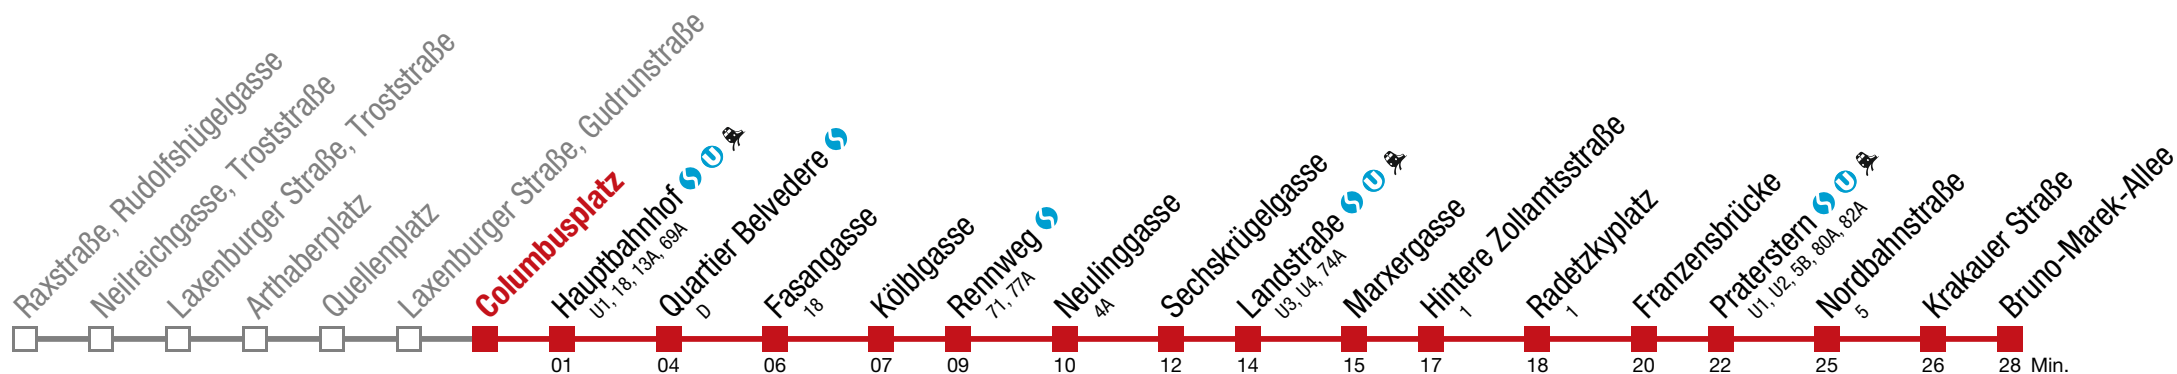 Raxstraße, Rudolfshügelgasse
Neilreichgasse, Troststraße
Laxenburger Straße, Troststraße
Arthaberplatz
Quellenplatz
Laxenburger Straße, Gudrunstraße
Columbusplatz
Hauptbahnhof
U1, 18, 13A, 69A
01
Quartier Belvedere
D
04
Fasangasse
18
06
Kölblgasse
07
Rennweg
71, 77A
09
Neulinggasse
4A
10
Sechskrügelgasse
12
Landstraße
U3, U4, 74A
14
Marxergasse
15
Hintere Zollamtsstraße
1
17
Radetzkyplatz
1
18
Franzensbrücke
20
Praterstern
U1, U2, 5B, 80A, 82A
22
Nordbahnstraße
5
25
Krakauer Straße
26
Bruno-Marek-Allee
28 Min.